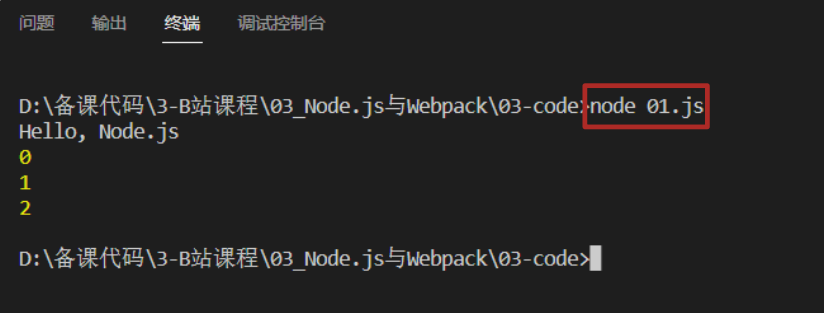 问题 输出 终端 调试控制台
D:\备课代码\3-B站课程\03_Node.js与Webpack\03-code>node 01.js
Hello, Node.js
0
1
2
D:\备课代码\3-B站课程\03_Node.js与Webpack\03-code>